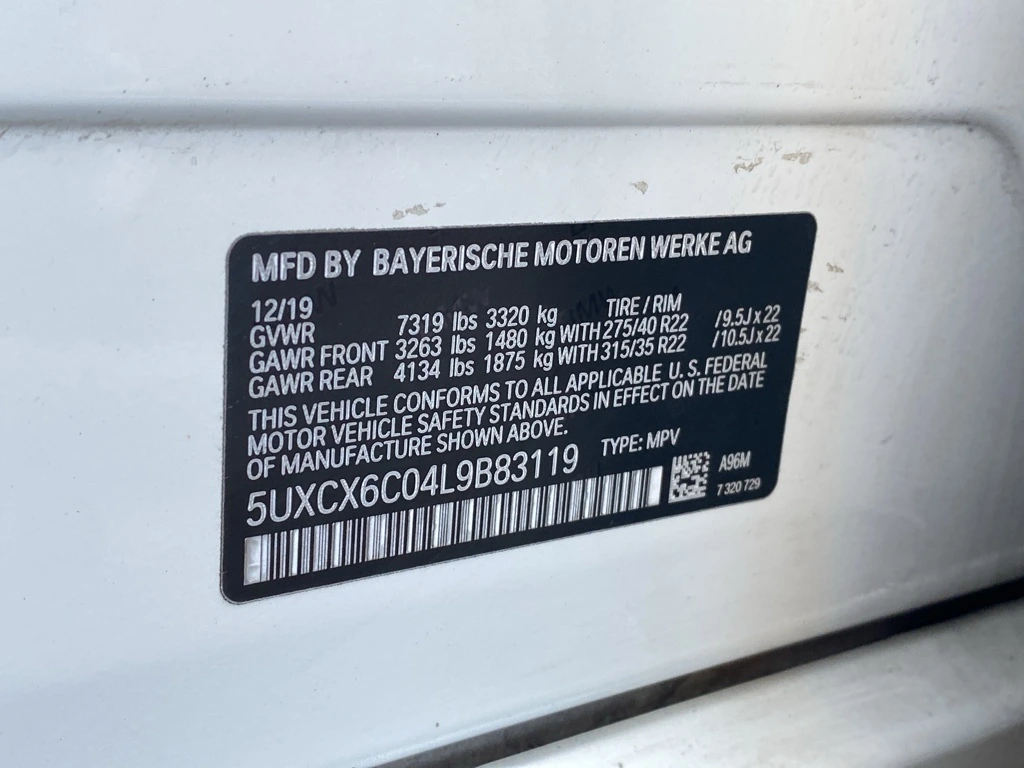 MFD BY BAYERISCHE MOTOREN WERKE AG
12/19 TIRE / RIM
GVWR 7319 lbs 3320 kg
GAWR FRONT 3263 lbs 1480 kg WITH 275/40 R22 /9.5J x 22
GAWR REAR 4134 lbs 1875 kg WITH 315/35 R22 /10.5J x 22
THIS VEHICLE CONFORMS TO ALL APPLICABLE U.S. FEDERAL
MOTOR VEHICLE SAFETY STANDARDS IN EFFECT ON THE DATE
OF MANUFACTURE SHOWN ABOVE.
5UXCX6C04L9B83119 TYPE: MPV
A96M
7 320 729